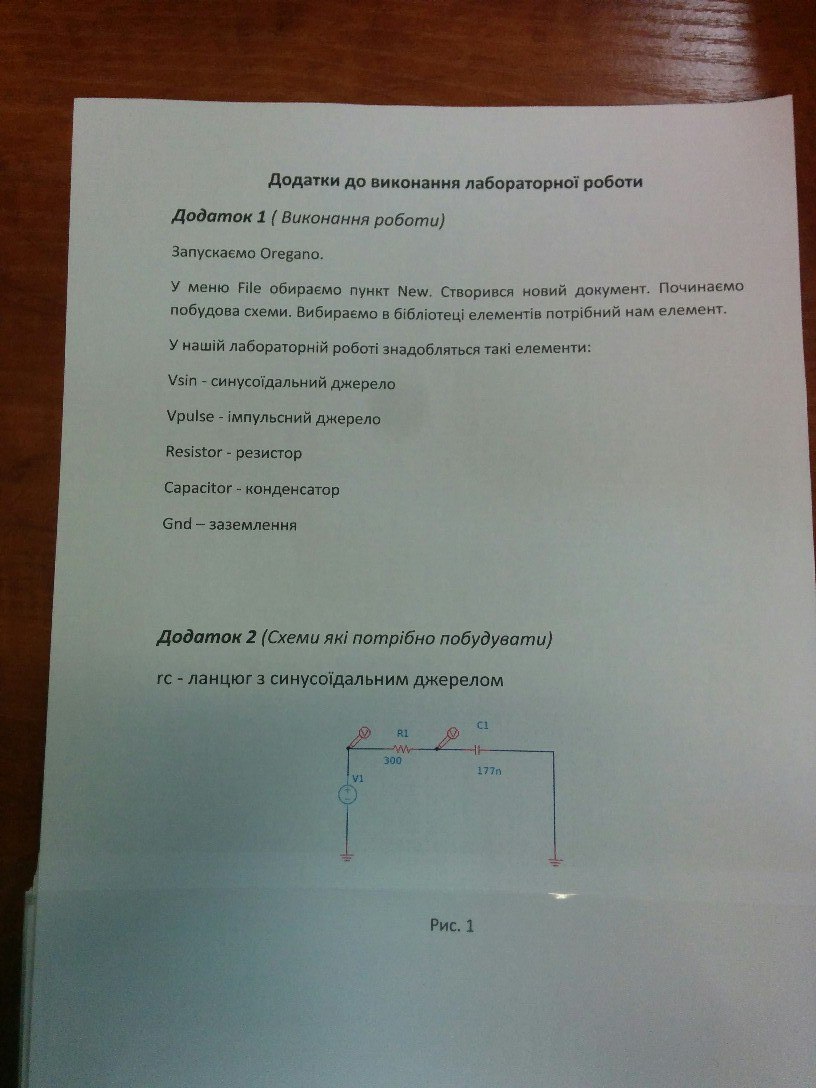 Додатки до виконання лабораторної роботи
Додаток 1 ( Виконання роботи)
Запускаємо Oregano.
У меню File обираємо пункт New. Створився новий документ. Починаємо
побудова схеми. Вибираємо в бібліотеці елементів потрібний нам елемент.
У нашій лабораторній роботі знадобляться такі елементи:
Vsin - синусоїдальний джерело
Vpulse - імпульсний джерело
Resistor - резистор
Capacitor - конденсатор
Gnd – заземлення
Додаток 2 (Схеми які потрібно побудувати)
rc - ланцюг з синусоїдальним джерелом
V R1 V C1
300 177n
V1
Рис. 1